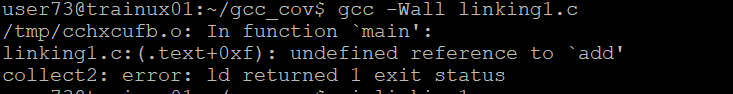 user73@trainux01:~/gcc_cov$ gcc -Wall linking1.c
/tmp/cchxcufb.o: In function `main':
linking1.c:(.text+0xf): undefined reference to `add'
collect2: error: ld returned 1 exit status